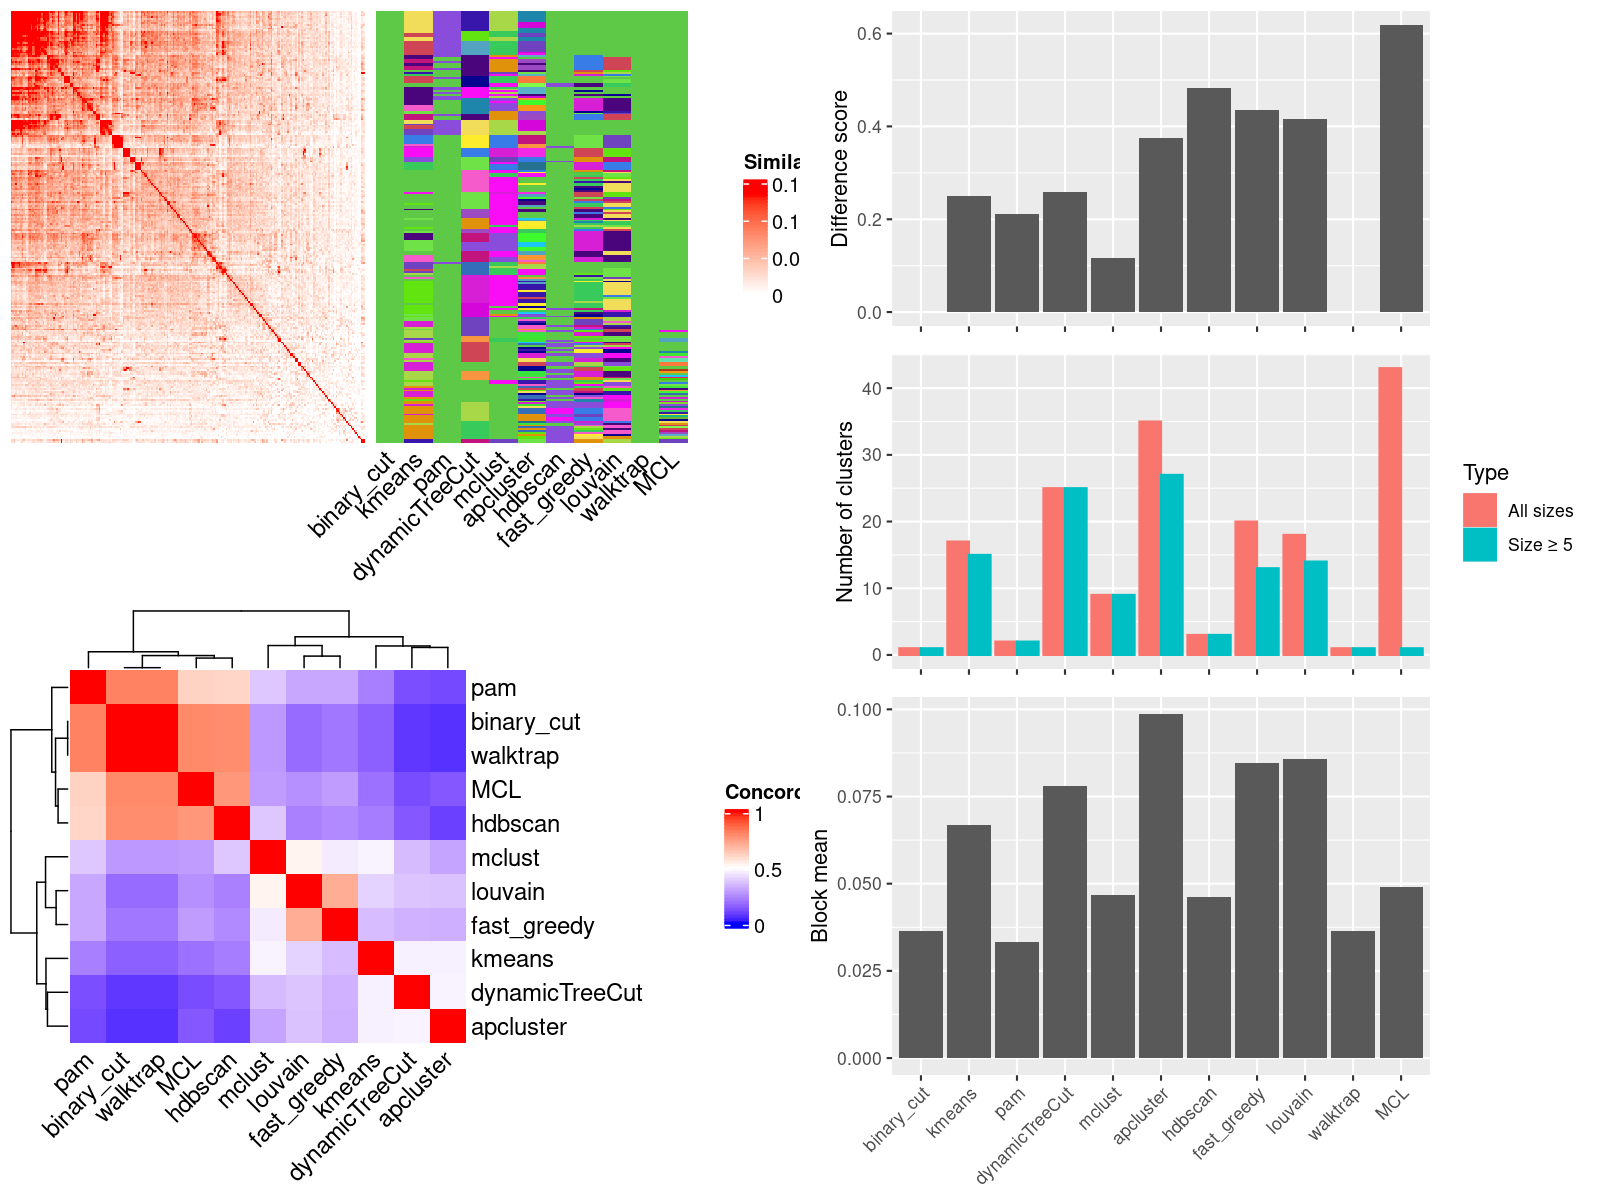 Simila
0.1
0.1
0.0
0
binary_cut
kmeans
pam
dynamicTreeCut
mclust
apcluster
hdbscan
fast_greedy
louvain
walktrap
MCL
pam
binary_cut
walktrap
MCL
hdbscan
mclust
louvain
fast_greedy
kmeans
dynamicTreeCut
apcluster
pam
binary_cut
walktrap
MCL
hdbscan
mclust
louvain
fast_greedy
kmeans
dynamicTreeCut
apcluster
Concord
1
0.5
0
Difference score
0.6
0.4
0.2
0.0
Number of clusters
40
30
20
10
0
Type
All sizes
Size ≥ 5
Block mean
0.100
0.075
0.050
0.025
0.000
binary_cut
kmeans
pam
dynamicTreeCut
mclust
apcluster
hdbscan
fast_greedy
louvain
walktrap
MCL